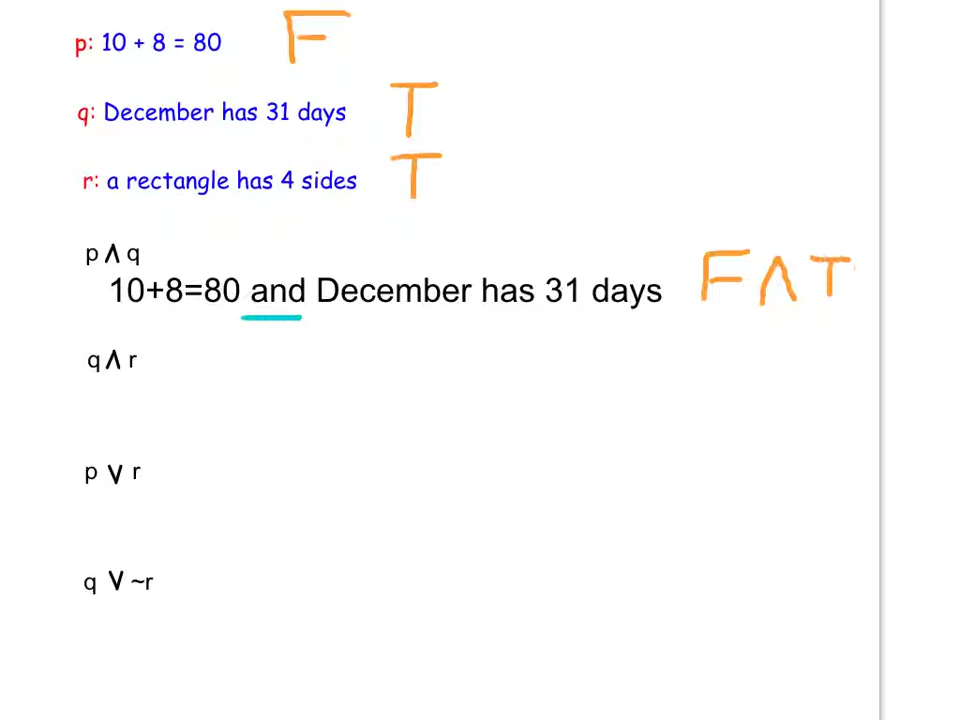 p: 10 + 8 = 80 F
q: December has 31 days T
r: a rectangle has 4 sides T
p ∧ q
10+8=80 and December has 31 days F ∧ T
q ∧ r
p ∨ r
q ∨ ~r